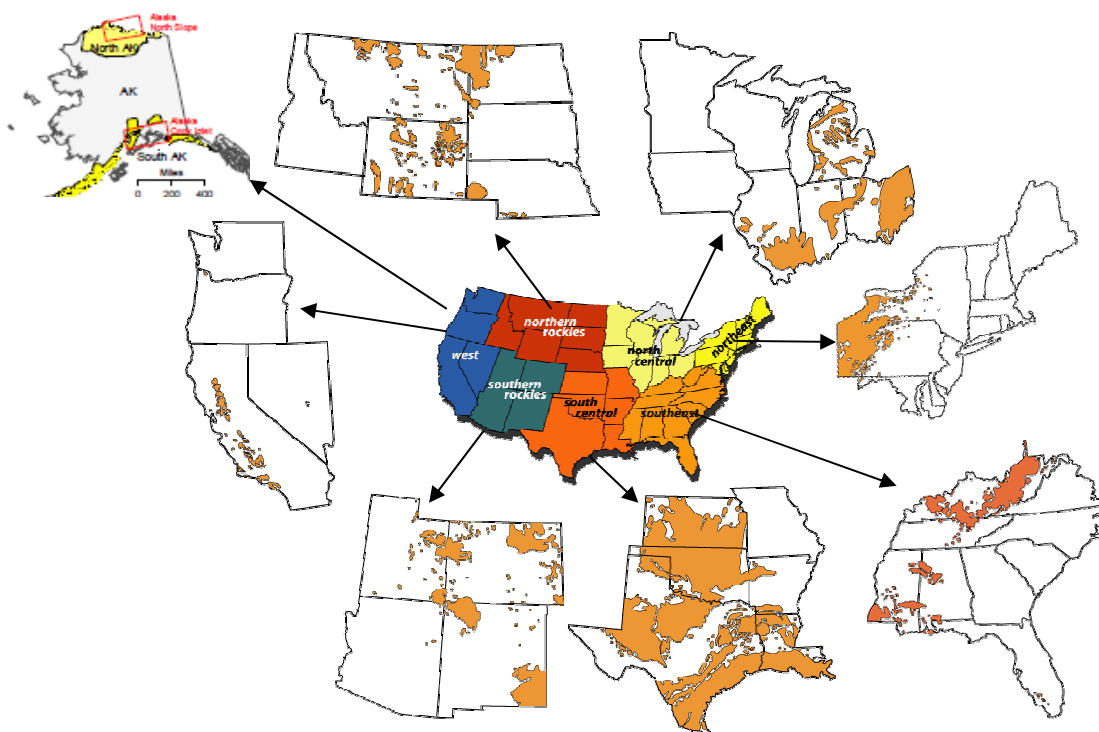 Alaska
North Slope
North AK
AK
Alaska
Cook Inlet
South AK
Miles
0 200 400
northern
rockies
west
north
central
northeast
southern
rockies
south
central
southeast